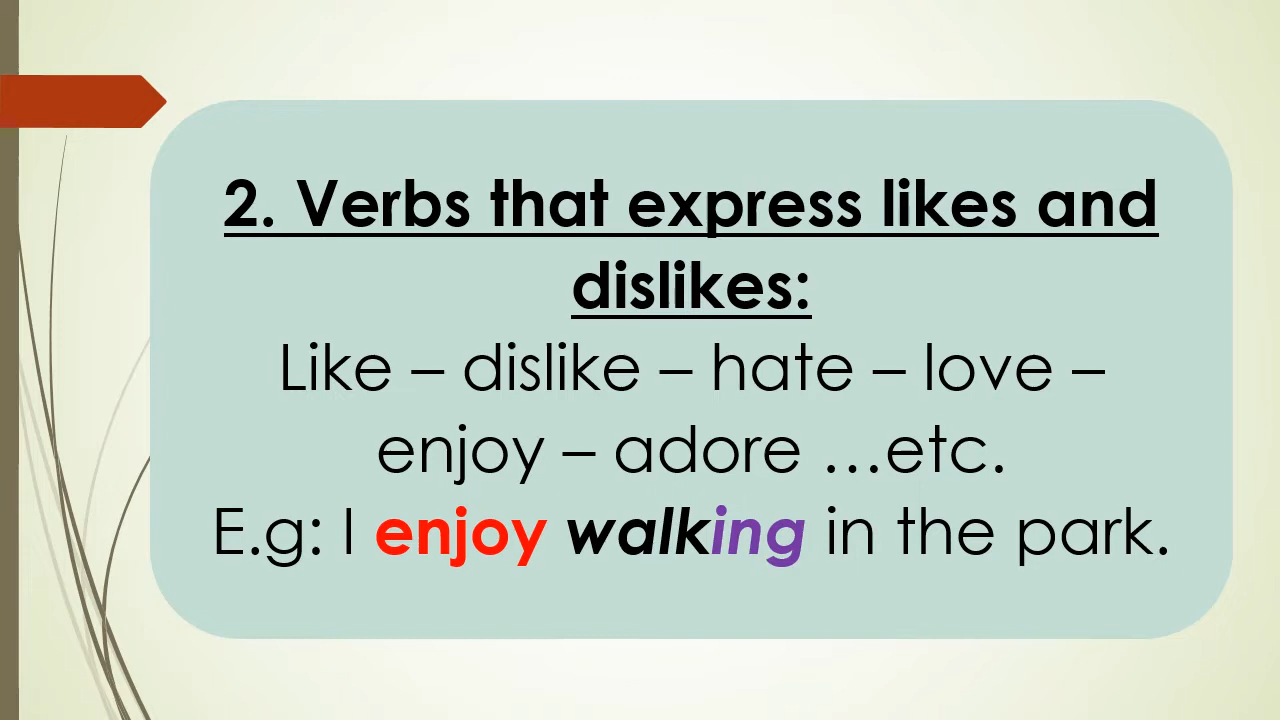 2. Verbs that express likes and
dislikes:
Like – dislike – hate – love –
enjoy – adore …etc.
E.g: I enjoy walking in the park.